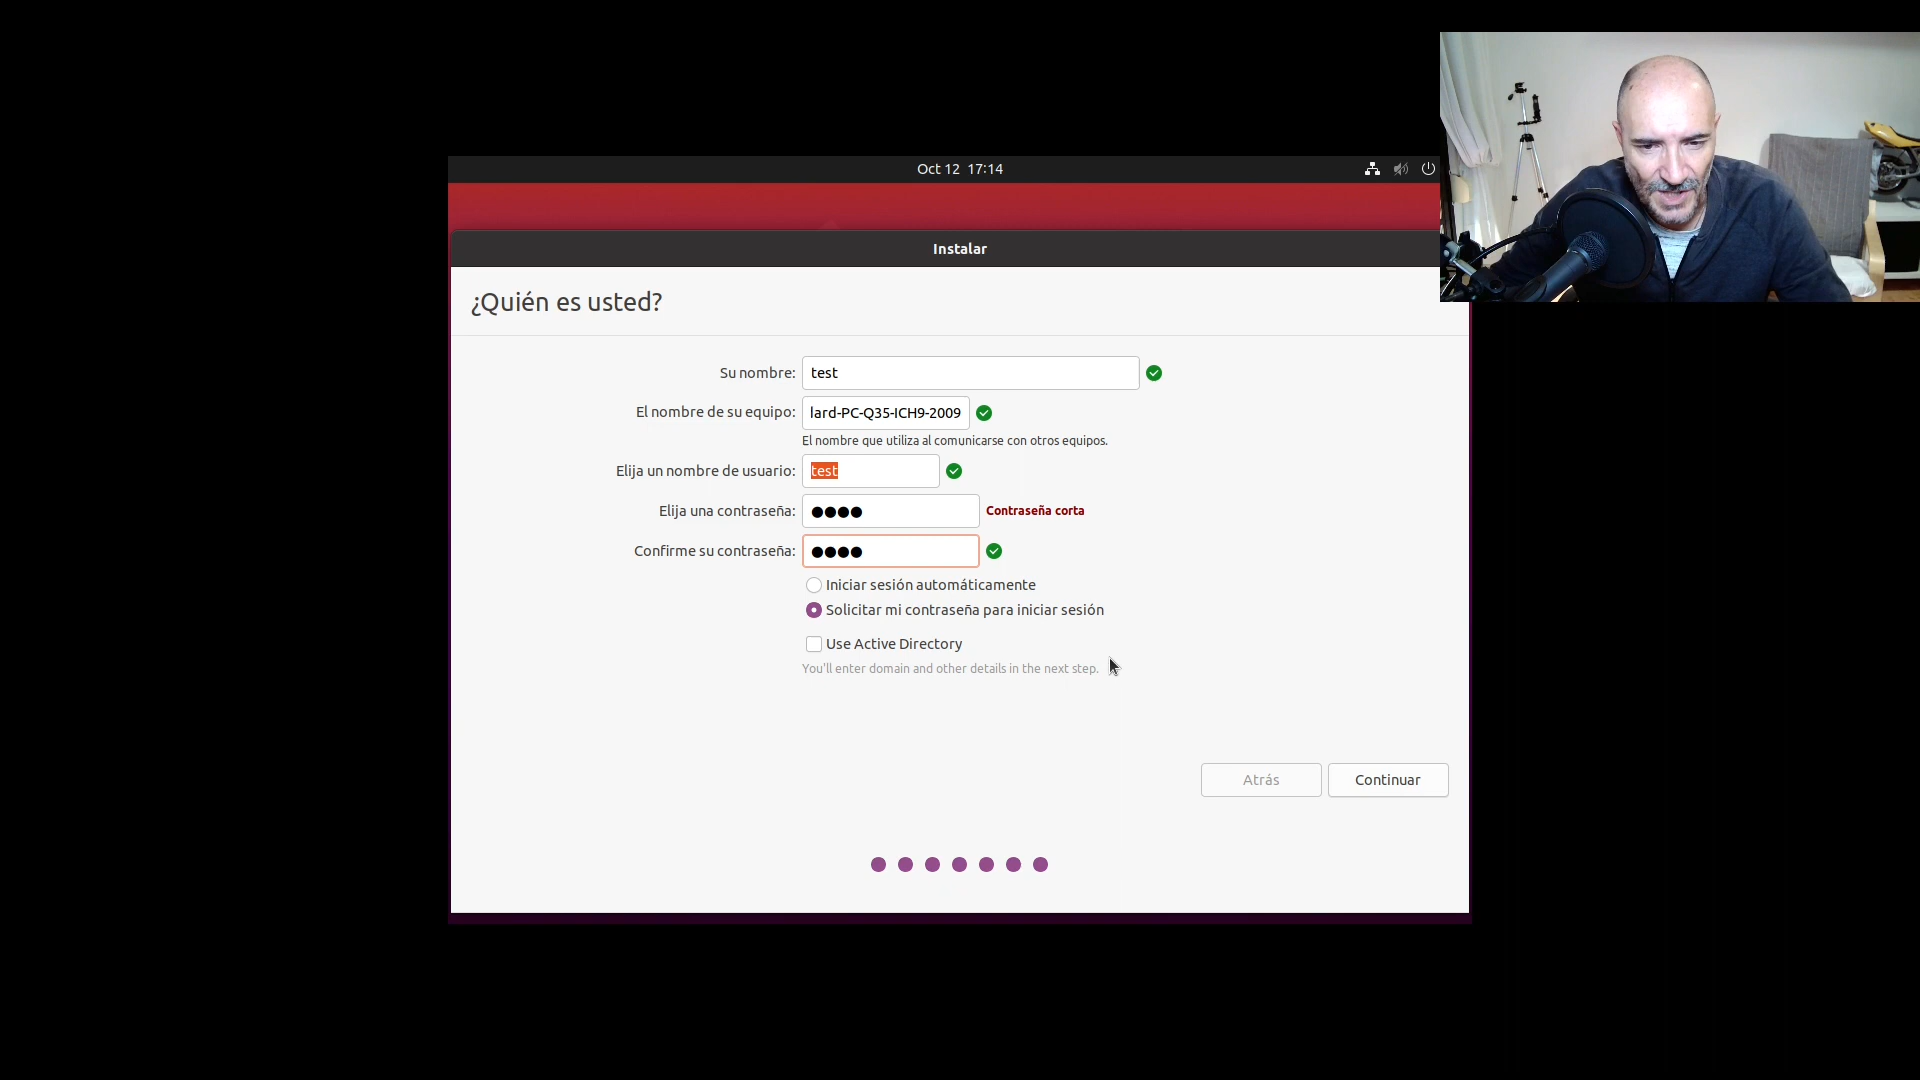 Oct 12 17:14
Instalar
¿Quién es usted?
Su nombre: test
El nombre de su equipo: lard-PC-Q35-ICH9-2009
El nombre que utiliza al comunicarse con otros equipos.
Elija un nombre de usuario: test
Elija una contraseña: ●●●● Contraseña corta
Confirme su contraseña: ●●●●
Iniciar sesión automáticamente
Solicitar mi contraseña para iniciar sesión
Use Active Directory
You'll enter domain and other details in the next step.
Atrás Continuar